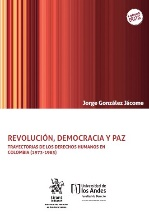 Jorge González Jácome
REVOLUCIÓN, DEMOCRACIA Y PAZ
TRAYECTORIAS DE LOS DERECHOS HUMANOS EN
COLOMBIA (1973-1985)
tirant
Universidad de
los Andes